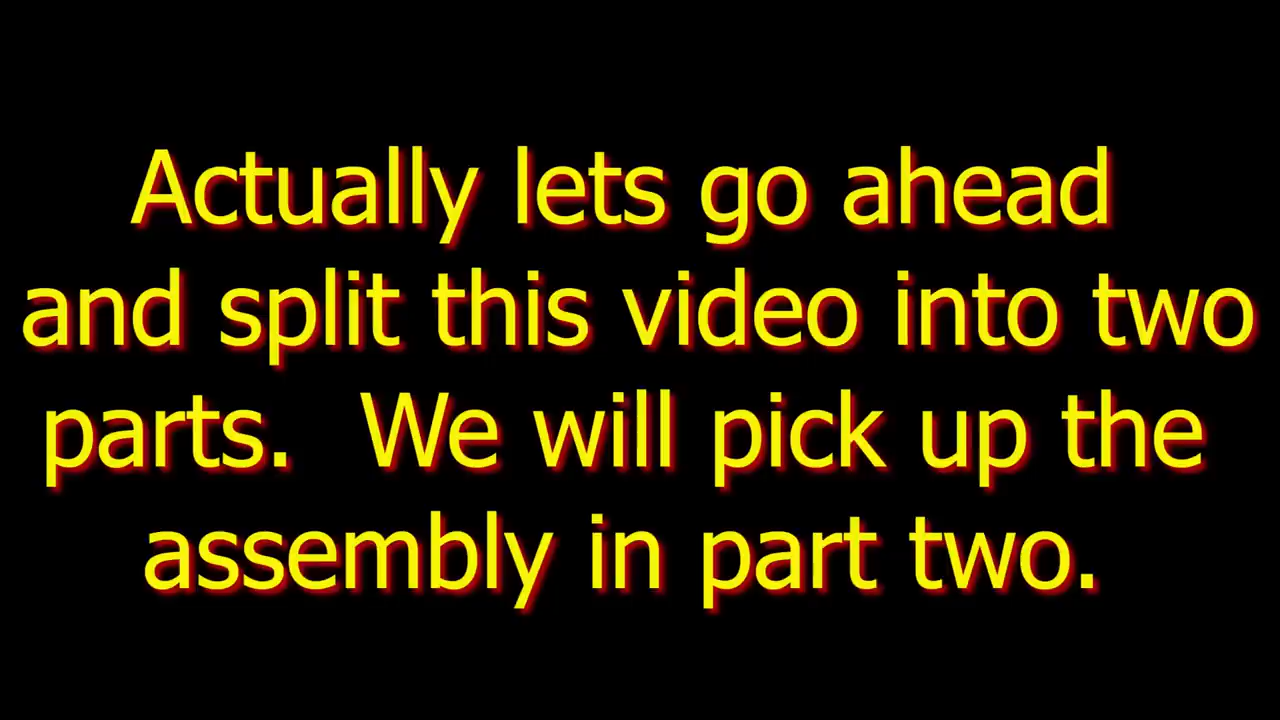 Actually lets go ahead
and split this video into two
parts.  We will pick up the
assembly in part two.